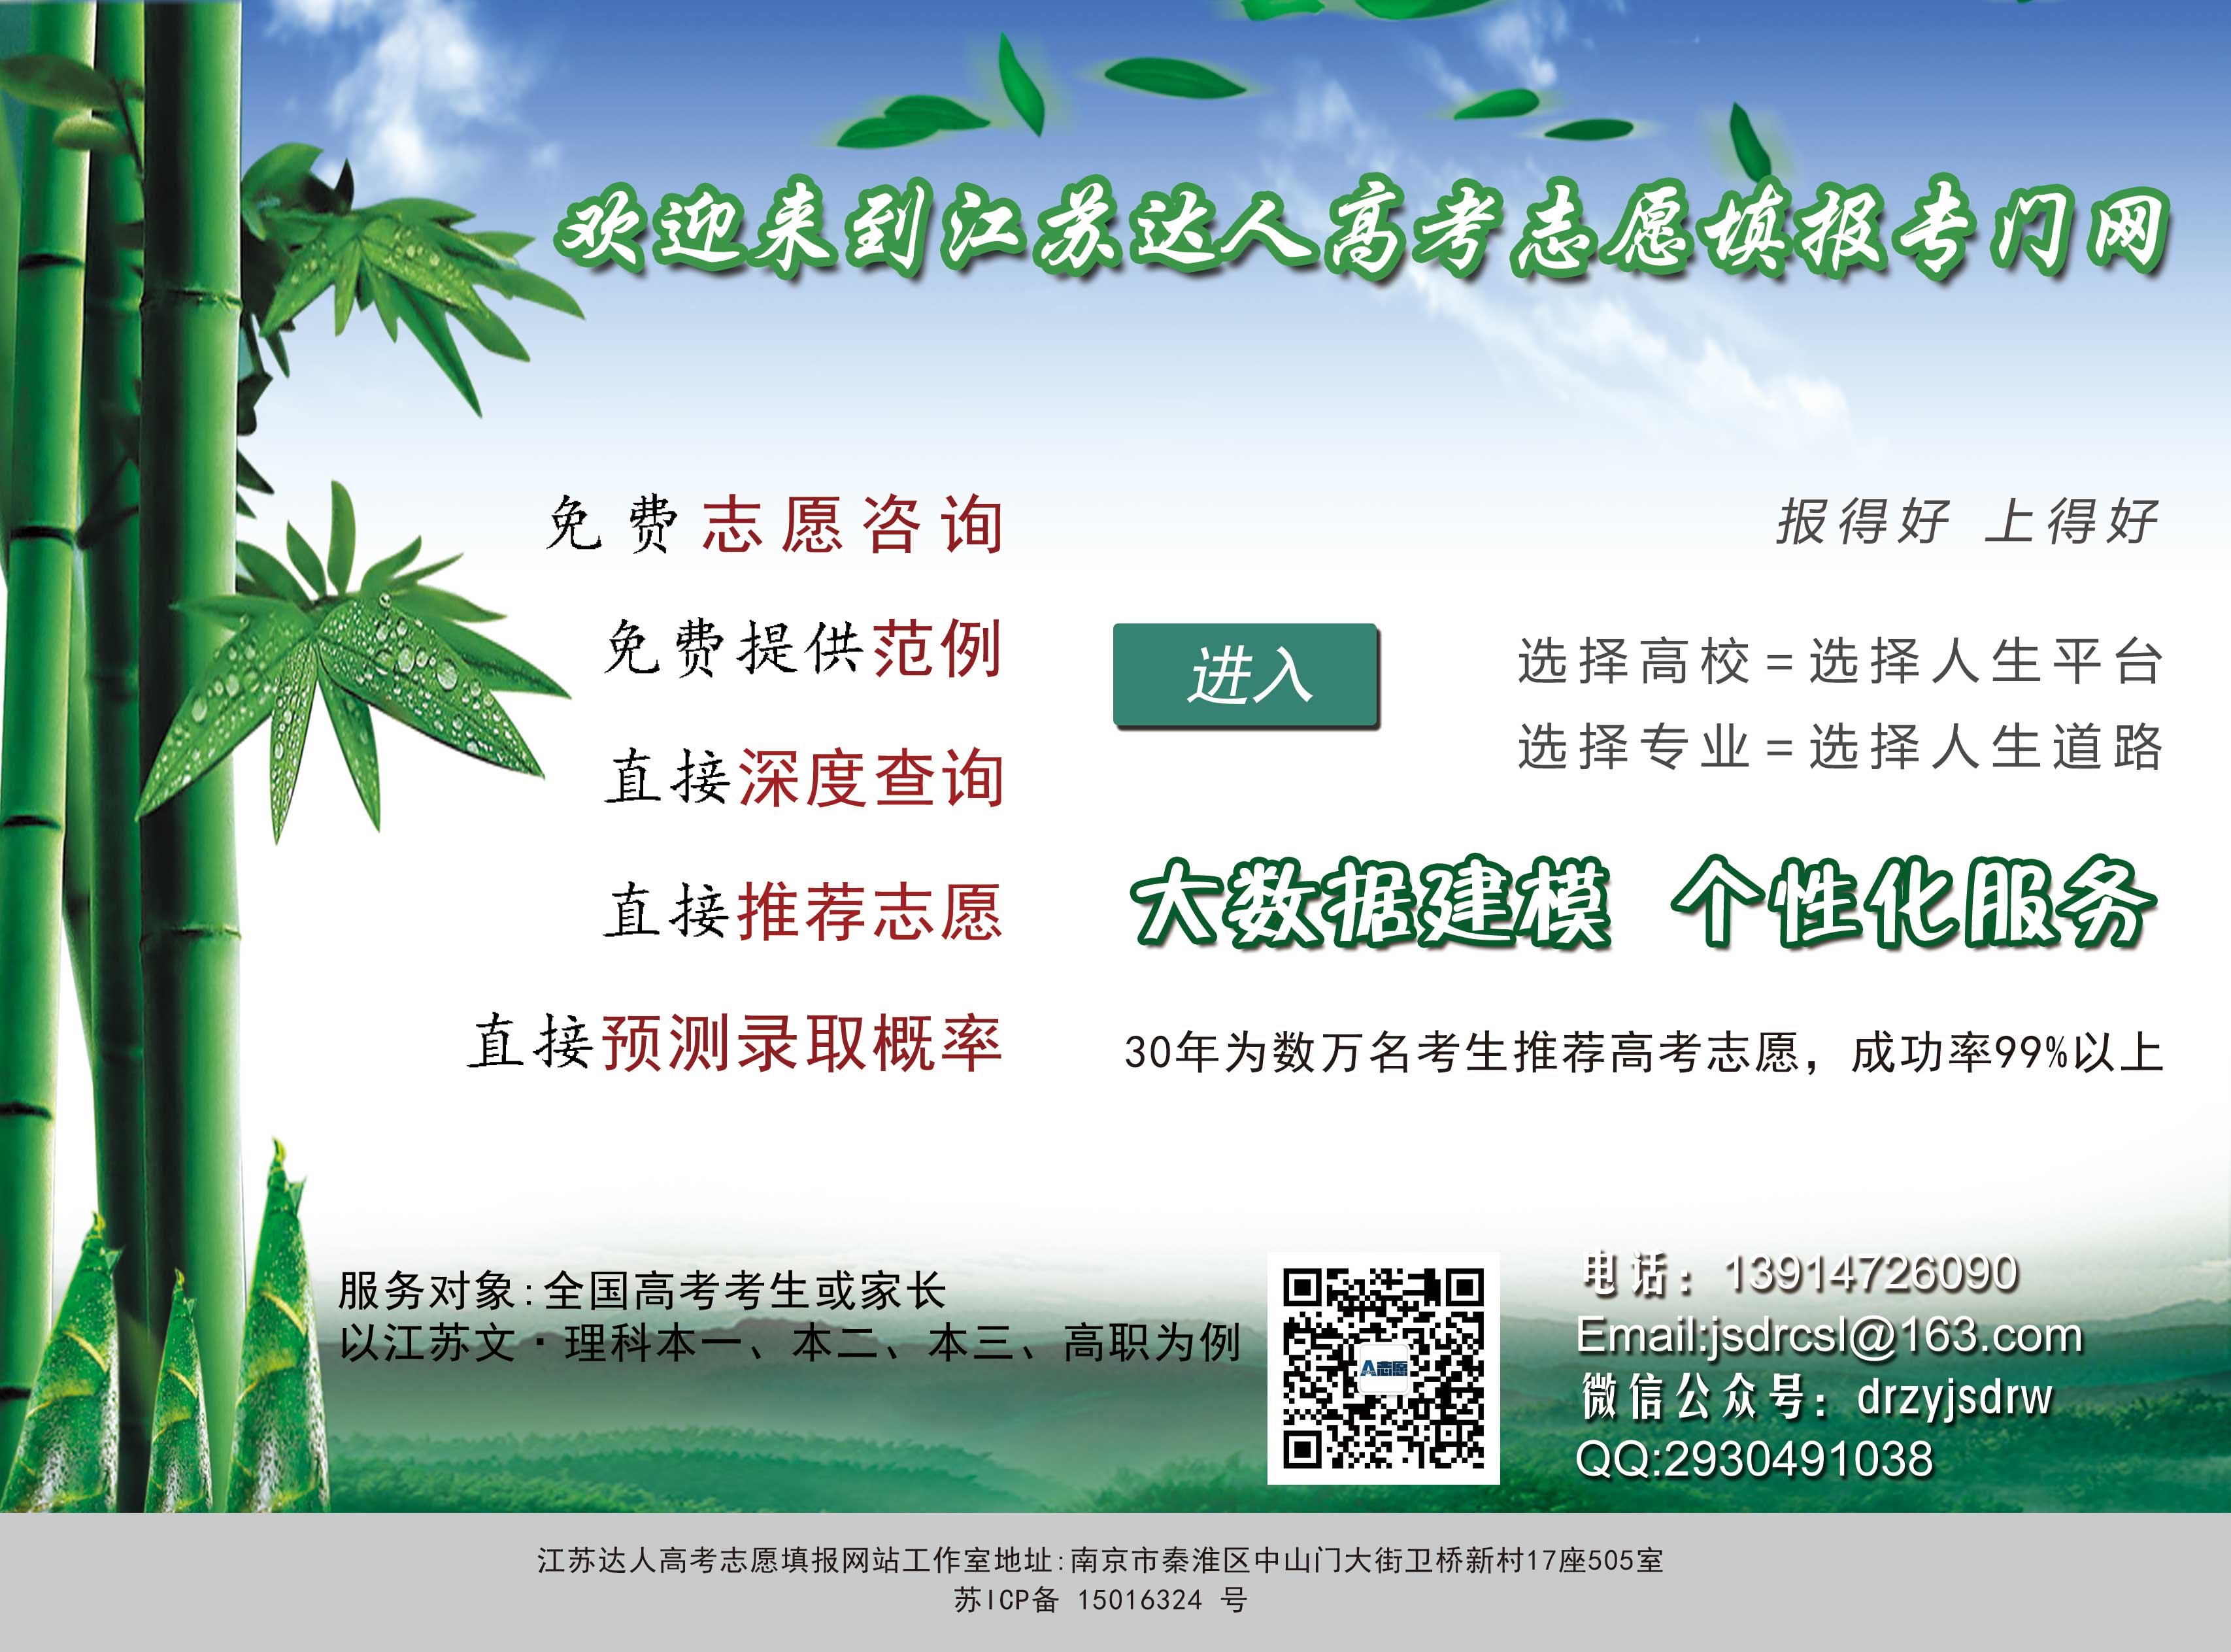 欢迎来到江苏达人高考志愿填报专门网
免费志愿咨询
免费提供范例
直接深度查询
直接推荐志愿
直接预测录取概率
进入
报得好 上得好
选择高校=选择人生平台
选择专业=选择人生道路
大数据建模 个性化服务
30年为数万名考生推荐高考志愿，成功率99%以上
服务对象:全国高考考生或家长
以江苏文·理科本一、本二、本三、高职为例
A志愿
电话：13914726090
Email:jsdrcsl@163.com
微信公众号：drzyjsdrw
QQ:2930491038
江苏达人高考志愿填报网站工作室地址:南京市秦淮区中山门大街卫桥新村17座505室
苏ICP备 15016324 号